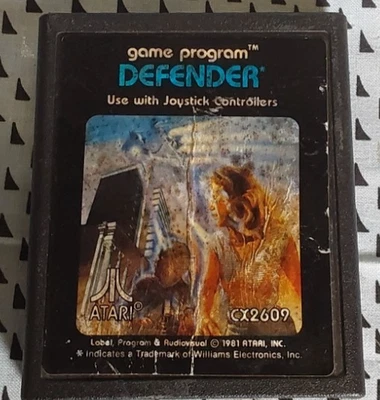 game program™
DEFENDER*
Use with Joystick Controllers
ATARI®
CX2609
Label, Program & Audiovisual © 1981 ATARI, INC.
* indicates a Trademark of Williams Electronics, Inc.